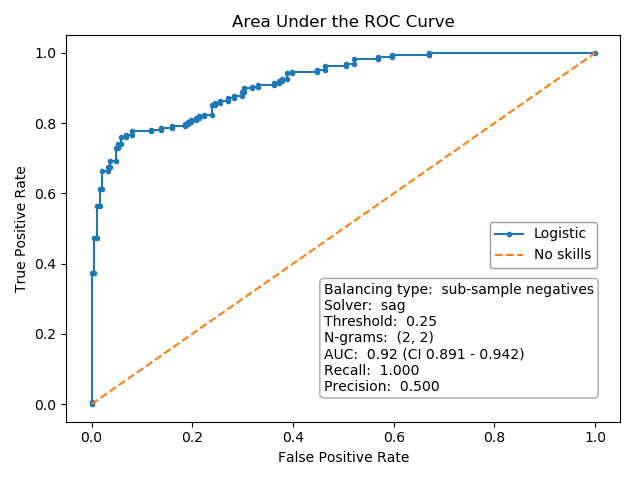 Area Under the ROC Curve
True Positive Rate
1.0
0.8
0.6
0.4
0.2
0.0
Logistic
No skills
Balancing type:  sub-sample negatives
Solver:  sag
Threshold:  0.25
N-grams:  (2, 2)
AUC:  0.92 (CI 0.891 - 0.942)
Recall:  1.000
Precision:  0.500
0.0 0.2 0.4 0.6 0.8 1.0
False Positive Rate